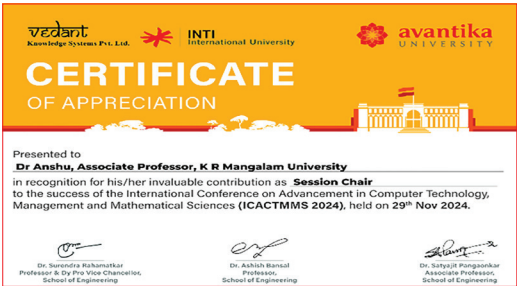 vedant
Knowledge Systems Pvt. Ltd.
INTI
International University
avantika
UNIVERSITY
CERTIFICATE
OF APPRECIATION
Presented to
Dr Anshu, Associate Professor, K R Mangalam University
in recognition for his/her invaluable contribution as Session Chair
to the success of the International Conference on Advancement in Computer Technology,
Management and Mathematical Sciences (ICACTMMS 2024), held on 29th Nov 2024.
Dr. Surendra Rahamatkar
Professor & Dy Pro Vice Chancellor,
School of Engineering
Dr. Ashish Bansal
Professor,
School of Engineering
Dr. Satyajit Pangaonkar
Associate Professor,
School of Engineering